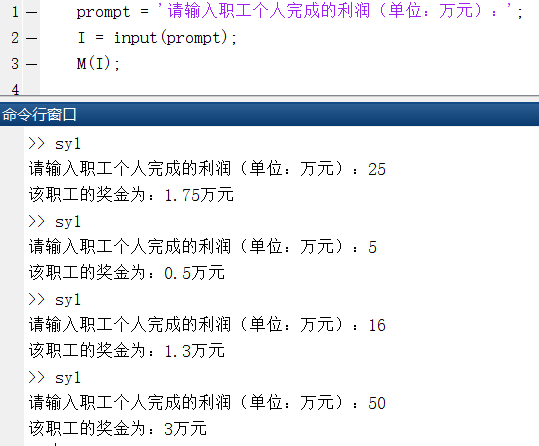 1 — prompt = '请输入职工个人完成的利润（单位：万元）：';
2 — I = input(prompt);
3 — M(I);
4
命令行窗口
>> sy1
请输入职工个人完成的利润（单位：万元）：25
该职工的奖金为：1.75万元
>> sy1
请输入职工个人完成的利润（单位：万元）：5
该职工的奖金为：0.5万元
>> sy1
请输入职工个人完成的利润（单位：万元）：16
该职工的奖金为：1.3万元
>> sy1
请输入职工个人完成的利润（单位：万元）：50
该职工的奖金为：3万元